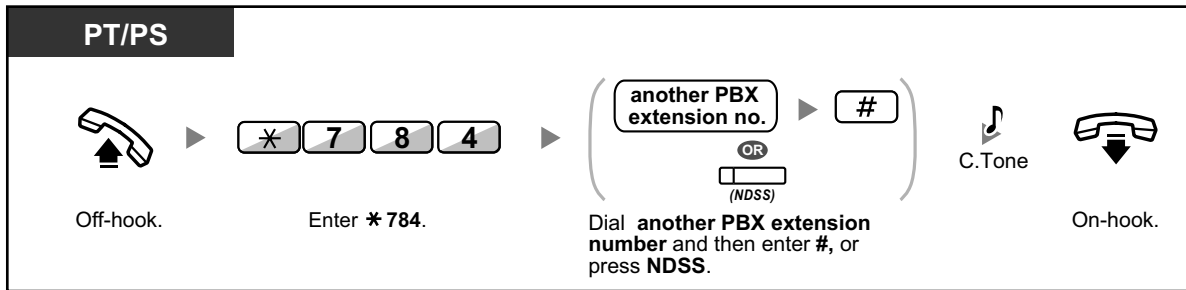 PT/PS
another PBX
extension no.
#
OR
(NDSS)
* 7 8 4
C.Tone
Off-hook.
Enter * 784.
Dial another PBX extension
number and then enter #, or
press NDSS.
On-hook.